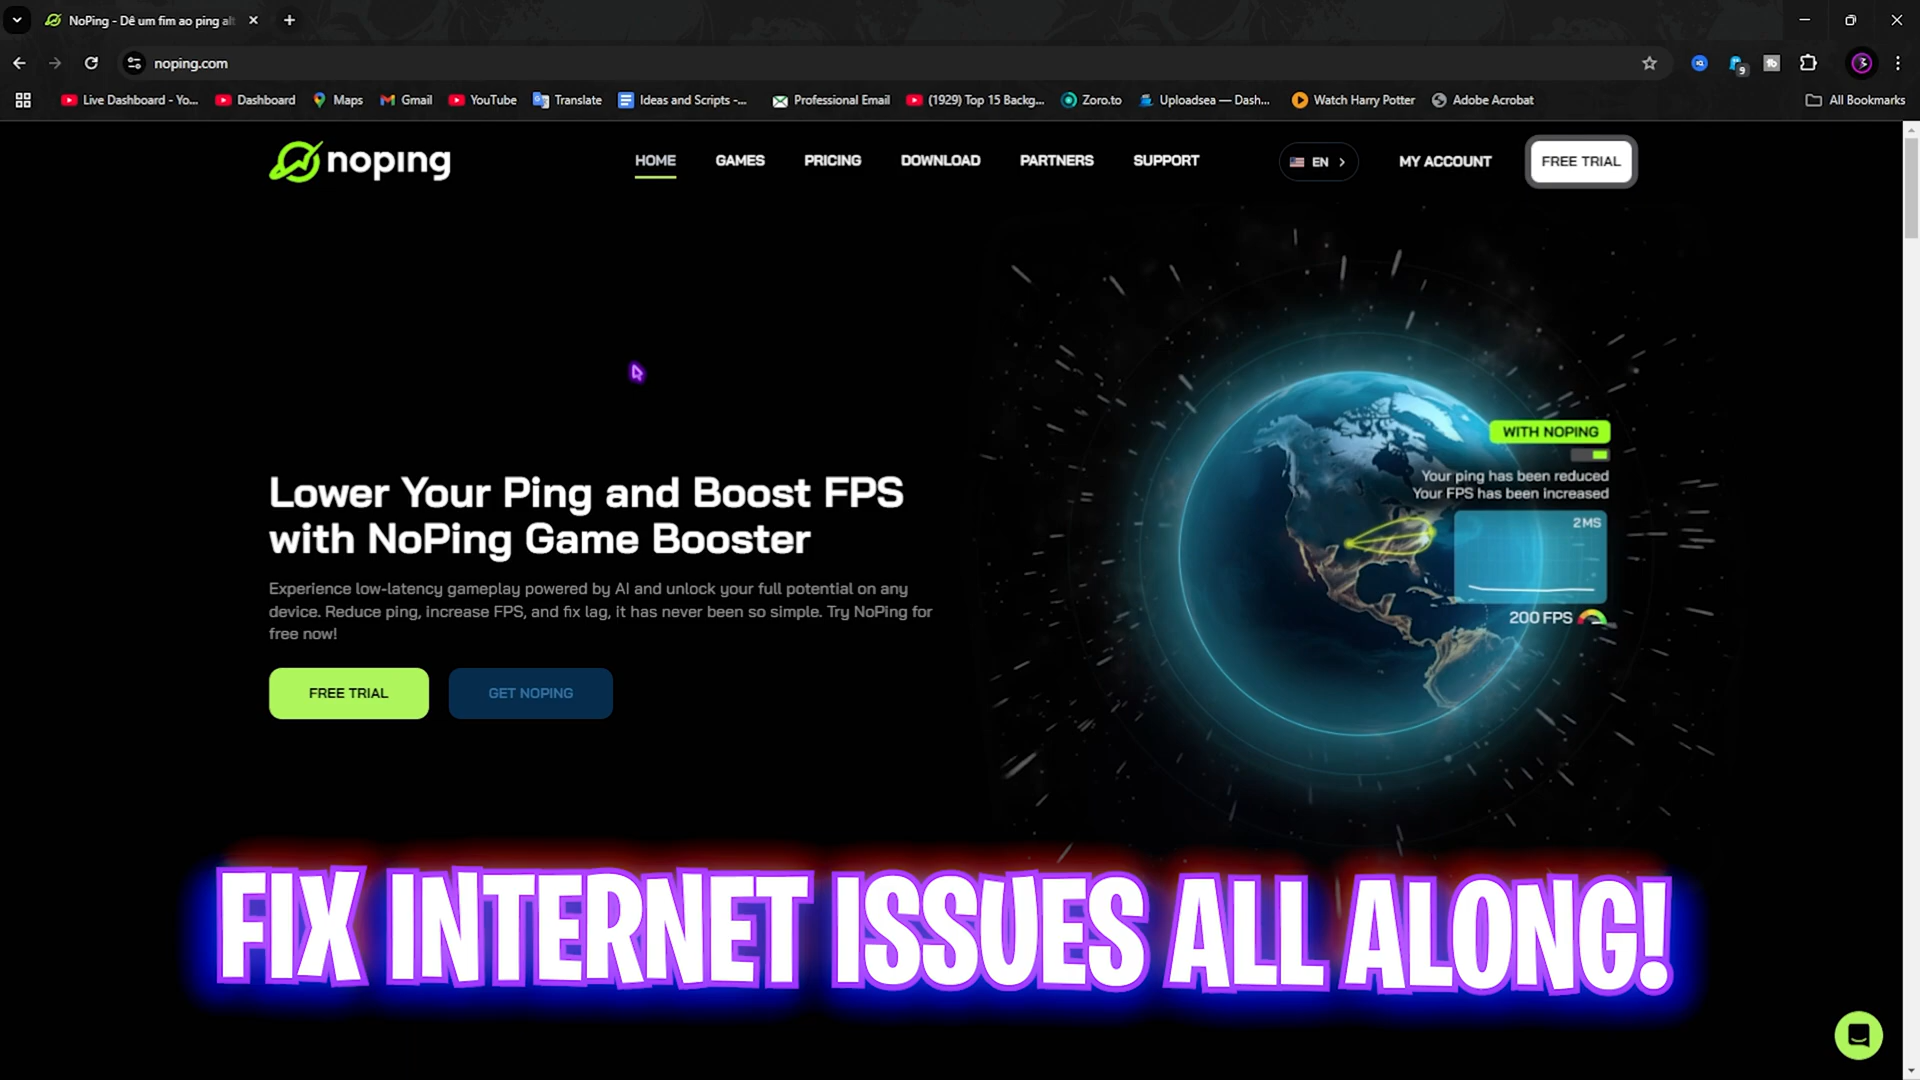 NoPing - Dê um fim ao ping alt
noping.com
9
Live Dashboard - Yo...
Dashboard
Maps
Gmail
YouTube
Translate
Ideas and Scripts -...
Professional Email
(1929) Top 15 Backg...
Zoro.to
Uploadsea — Dash...
Watch Harry Potter
Adobe Acrobat
All Bookmarks
noping
HOME
GAMES
PRICING
DOWNLOAD
PARTNERS
SUPPORT
EN
MY ACCOUNT
FREE TRIAL
WITH NOPING
Your ping has been reduced
Your FPS has been increased
2 MS
200 FPS
Lower Your Ping and Boost FPS
with NoPing Game Booster
Experience low-latency gameplay powered by AI and unlock your full potential on any
device. Reduce ping, increase FPS, and fix lag, it has never been so simple. Try NoPing for
free now!
FREE TRIAL
GET NOPING
FIX INTERNET ISSUES ALL ALONG!